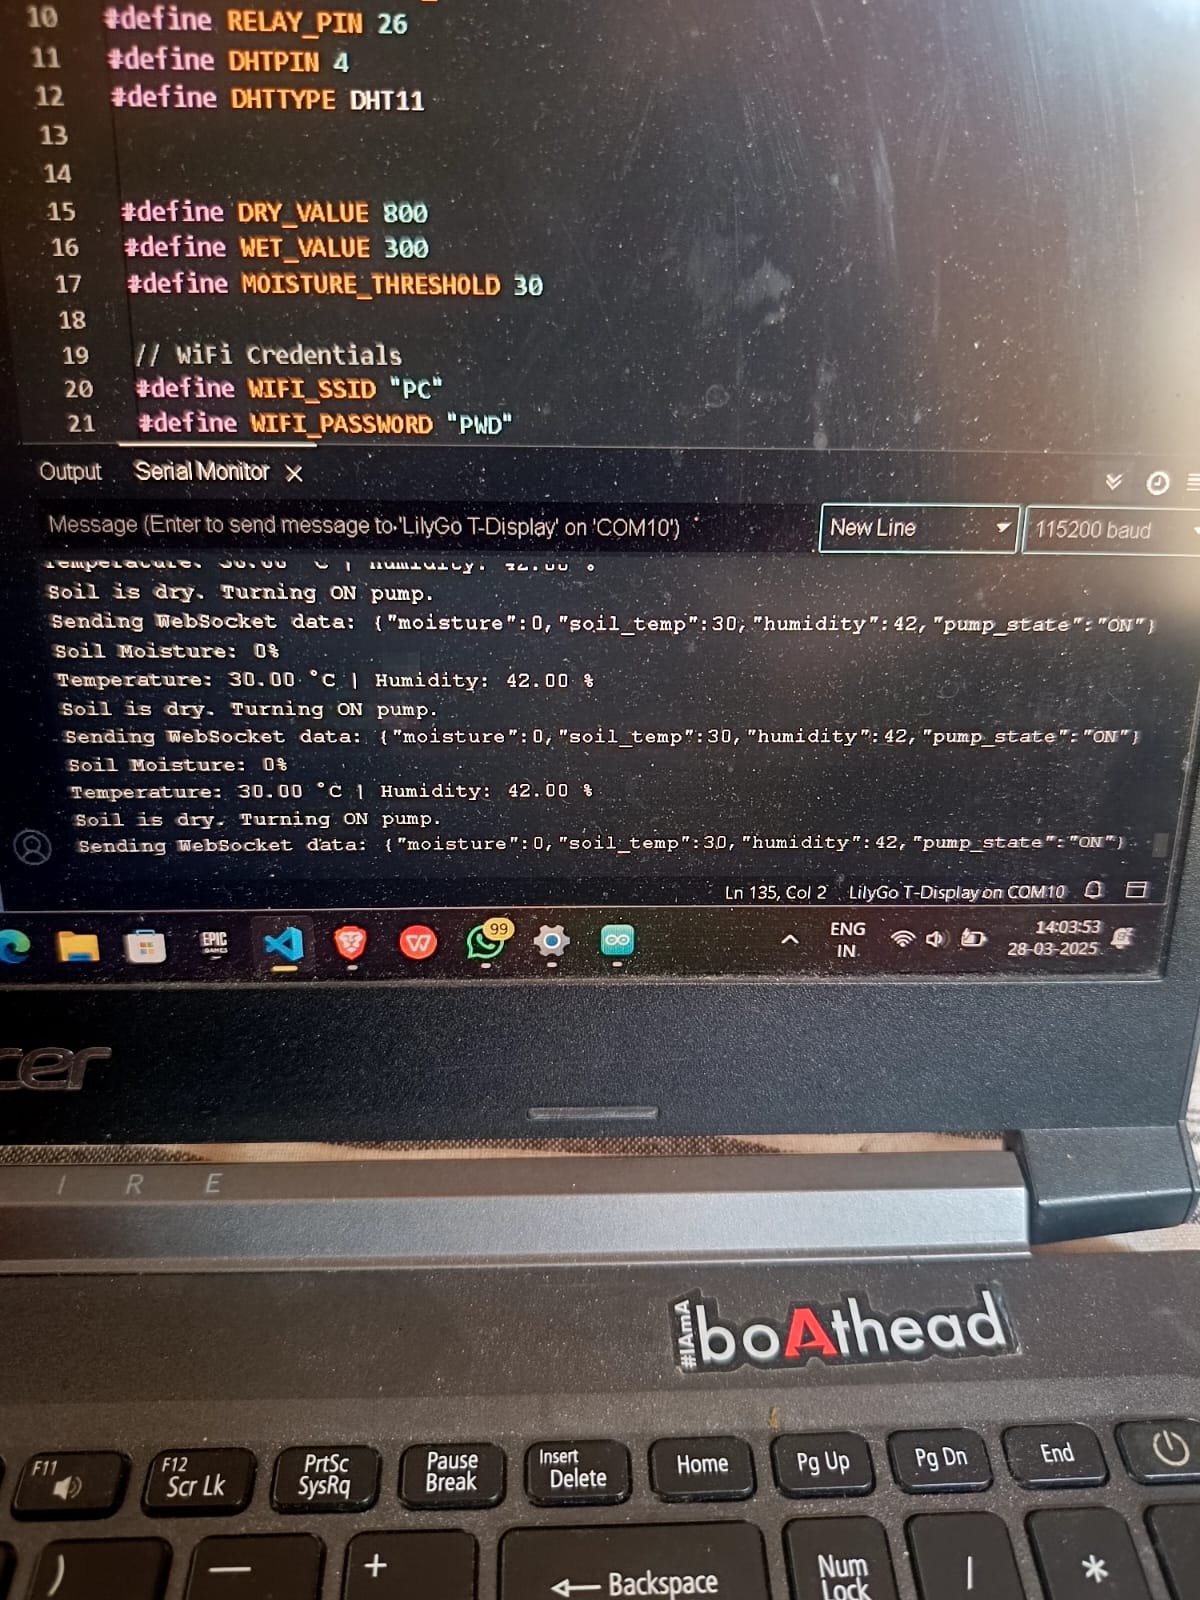 10 #define RELAY_PIN 26
11 #define DHTPIN 4
12 #define DHTTYPE DHT11
13
14
15 #define DRY_VALUE 800
16 #define WET_VALUE 300
17 #define MOISTURE_THRESHOLD 30
18
19 // WiFi Credentials
20 #define WIFI_SSID "PC"
21 #define WIFI_PASSWORD "PWD"
Output Serial Monitor X
Message (Enter to send message to 'LilyGo T-Display' on 'COM10') New Line 115200 baud
Temperature: 30.00 °C | Humidity: 42.00 %
Soil is dry. Turning ON pump.
Sending WebSocket data: {"moisture":0,"soil_temp":30,"humidity":42,"pump_state":"ON"}
Soil Moisture: 0%
Temperature: 30.00 °C | Humidity: 42.00 %
Soil is dry. Turning ON pump.
Sending WebSocket data: {"moisture":0,"soil_temp":30,"humidity":42,"pump_state":"ON"}
Soil Moisture: 0%
Temperature: 30.00 °C | Humidity: 42.00 %
Soil is dry. Turning ON pump.
Sending WebSocket data: {"moisture":0,"soil_temp":30,"humidity":42,"pump_state":"ON"}
Ln 135, Col 2 LilyGo T-Display on COM10
EPIC GAMES
99
ENG
IN
14:03:53
28-03-2025
cer
I R E
#IAmA boAthead
F11
F12 Scr Lk
PrtSc SysRq
Pause Break
Insert Delete
Home
Pg Up
Pg Dn
End
)
—
+
← Backspace
Num Lock
/
*